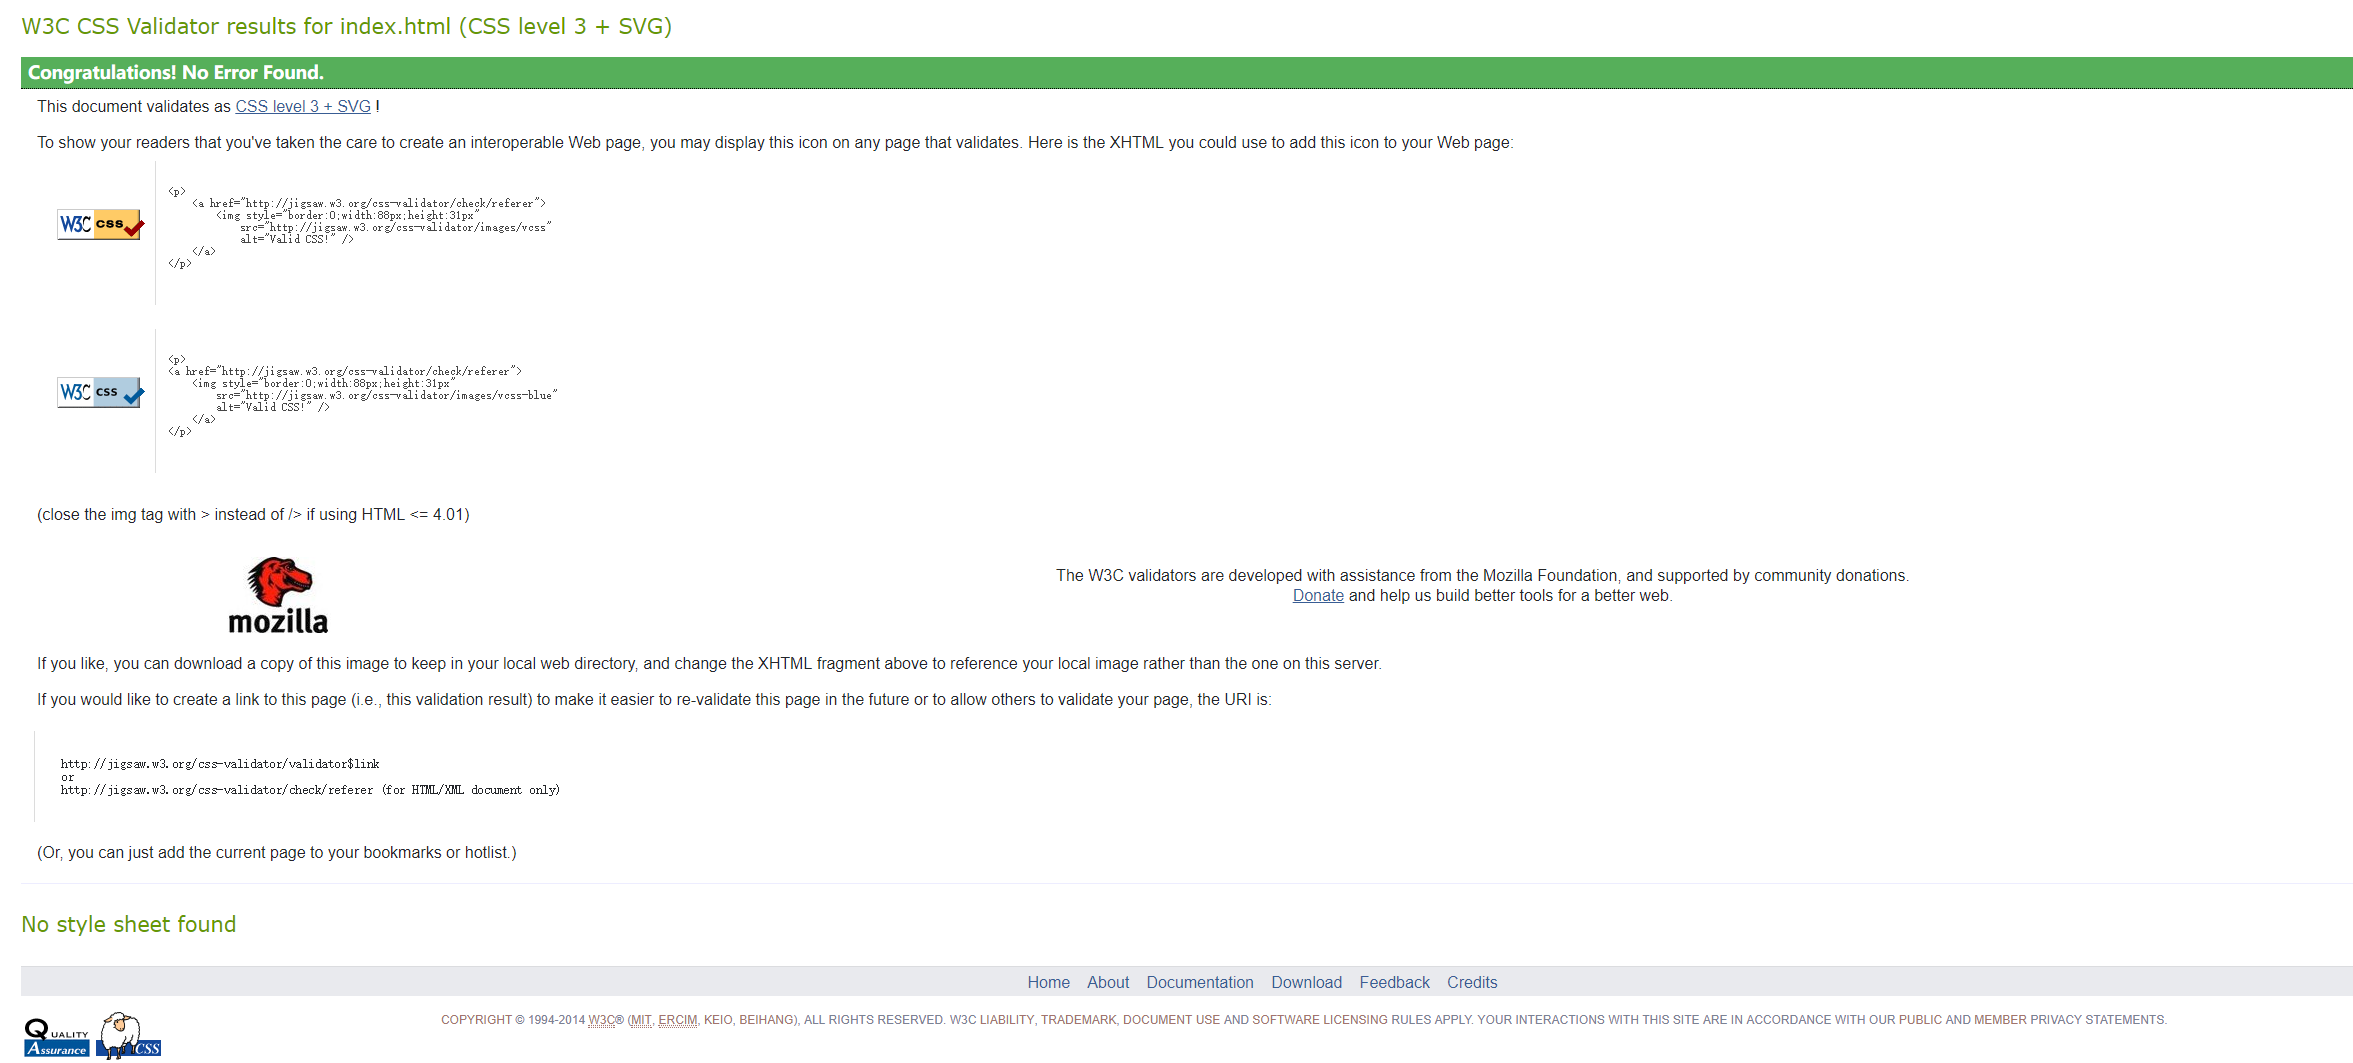 W3C CSS Validator results for index.html (CSS level 3 + SVG)
Congratulations! No Error Found.
This document validates as CSS level 3 + SVG !
To show your readers that you've taken the care to create an interoperable Web page, you may display this icon on any page that validates. Here is the XHTML you could use to add this icon to your Web page:
W3C css
<p>
<a href="http://jigsaw.w3.org/css-validator/check/referer">
<img style="border:0;width:88px;height:31px"
src="http://jigsaw.w3.org/css-validator/images/vcss"
alt="Valid CSS!" />
</a>
</p>
W3C css
<p>
<a href="http://jigsaw.w3.org/css-validator/check/referer">
<img style="border:0;width:88px;height:31px"
src="http://jigsaw.w3.org/css-validator/images/vcss-blue"
alt="Valid CSS!" />
</a>
</p>
(close the img tag with > instead of /> if using HTML <= 4.01)
mozilla
The W3C validators are developed with assistance from the Mozilla Foundation, and supported by community donations.
Donate and help us build better tools for a better web.
If you like, you can download a copy of this image to keep in your local web directory, and change the XHTML fragment above to reference your local image rather than the one on this server.
If you would like to create a link to this page (i.e., this validation result) to make it easier to re-validate this page in the future or to allow others to validate your page, the URI is:
http://jigsaw.w3.org/css-validator/validator$link
or
http://jigsaw.w3.org/css-validator/check/referer (for HTML/XML document only)
(Or, you can just add the current page to your bookmarks or hotlist.)
No style sheet found
Home About Documentation Download Feedback Credits
Quality Assurance CSS
COPYRIGHT © 1994-2014 W3C® (MIT, ERCIM, KEIO, BEIHANG), ALL RIGHTS RESERVED. W3C LIABILITY, TRADEMARK, DOCUMENT USE AND SOFTWARE LICENSING RULES APPLY. YOUR INTERACTIONS WITH THIS SITE ARE IN ACCORDANCE WITH OUR PUBLIC AND MEMBER PRIVACY STATEMENTS.